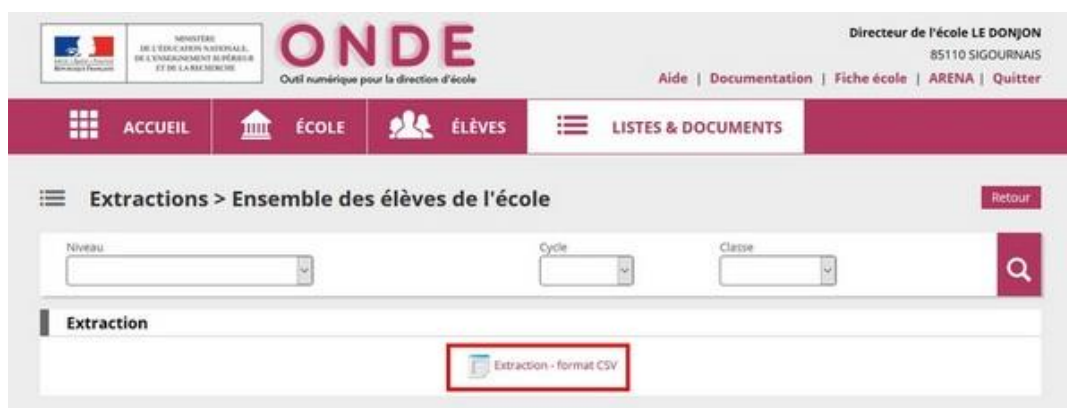 MINISTÈRE
DE L'ÉDUCATION NATIONALE,
DE L'ENSEIGNEMENT SUPÉRIEUR
ET DE LA RECHERCHE
RÉPUBLIQUE FRANÇAISE
ONDE
Outil numérique pour la direction d'école
Directeur de l'école LE DONJON
85110 SIGOURNAIS
Aide | Documentation | Fiche école | ARENA | Quitter
ACCUEIL ÉCOLE ÉLÈVES LISTES & DOCUMENTS
Extractions > Ensemble des élèves de l'école Retour
Niveau Cycle Classe
Extraction
Extraction - format CSV